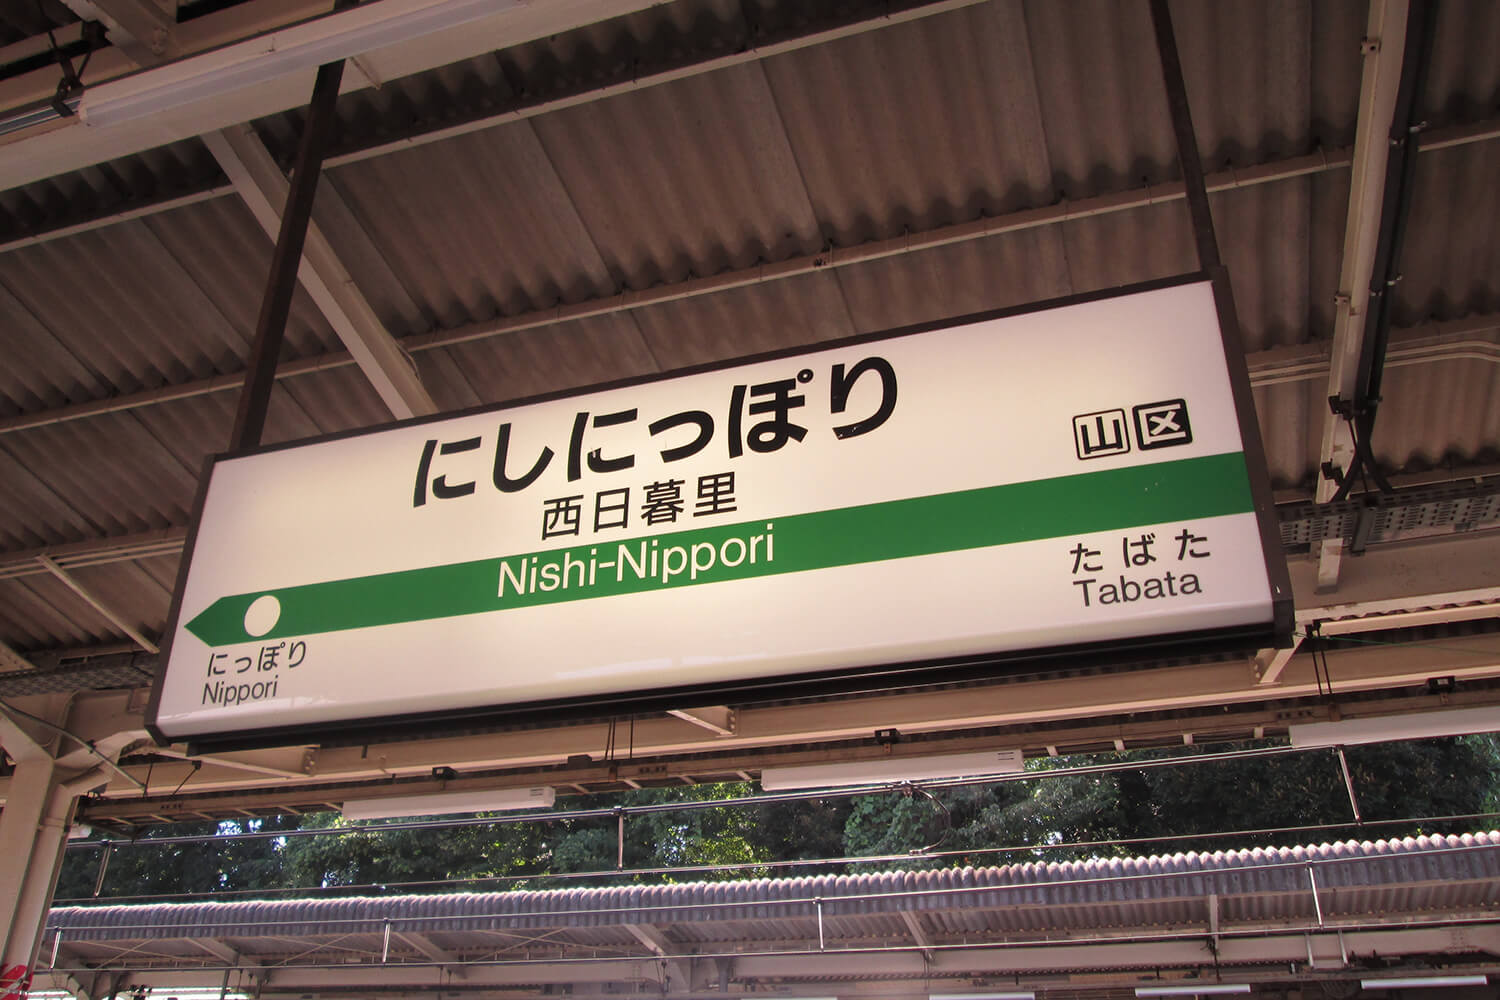 にしにっぽり
山 区
西日暮里
Nishi-Nippori
にっぽり
Nippori
たばた
Tabata